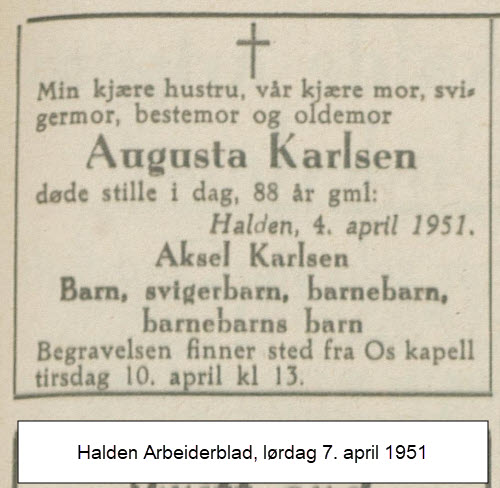 Min kjære hustru, vår kjære mor, svi-
germor, bestemor og oldemor
Augusta Karlsen
døde stille i dag, 88 år gml:
Halden, 4. april 1951.
Aksel Karlsen
Barn, svigerbarn, barnebarn,
barnebarns barn
Begravelsen finner sted fra Os kapell
tirsdag 10. april kl 13.
Halden Arbeiderblad, lørdag 7. april 1951